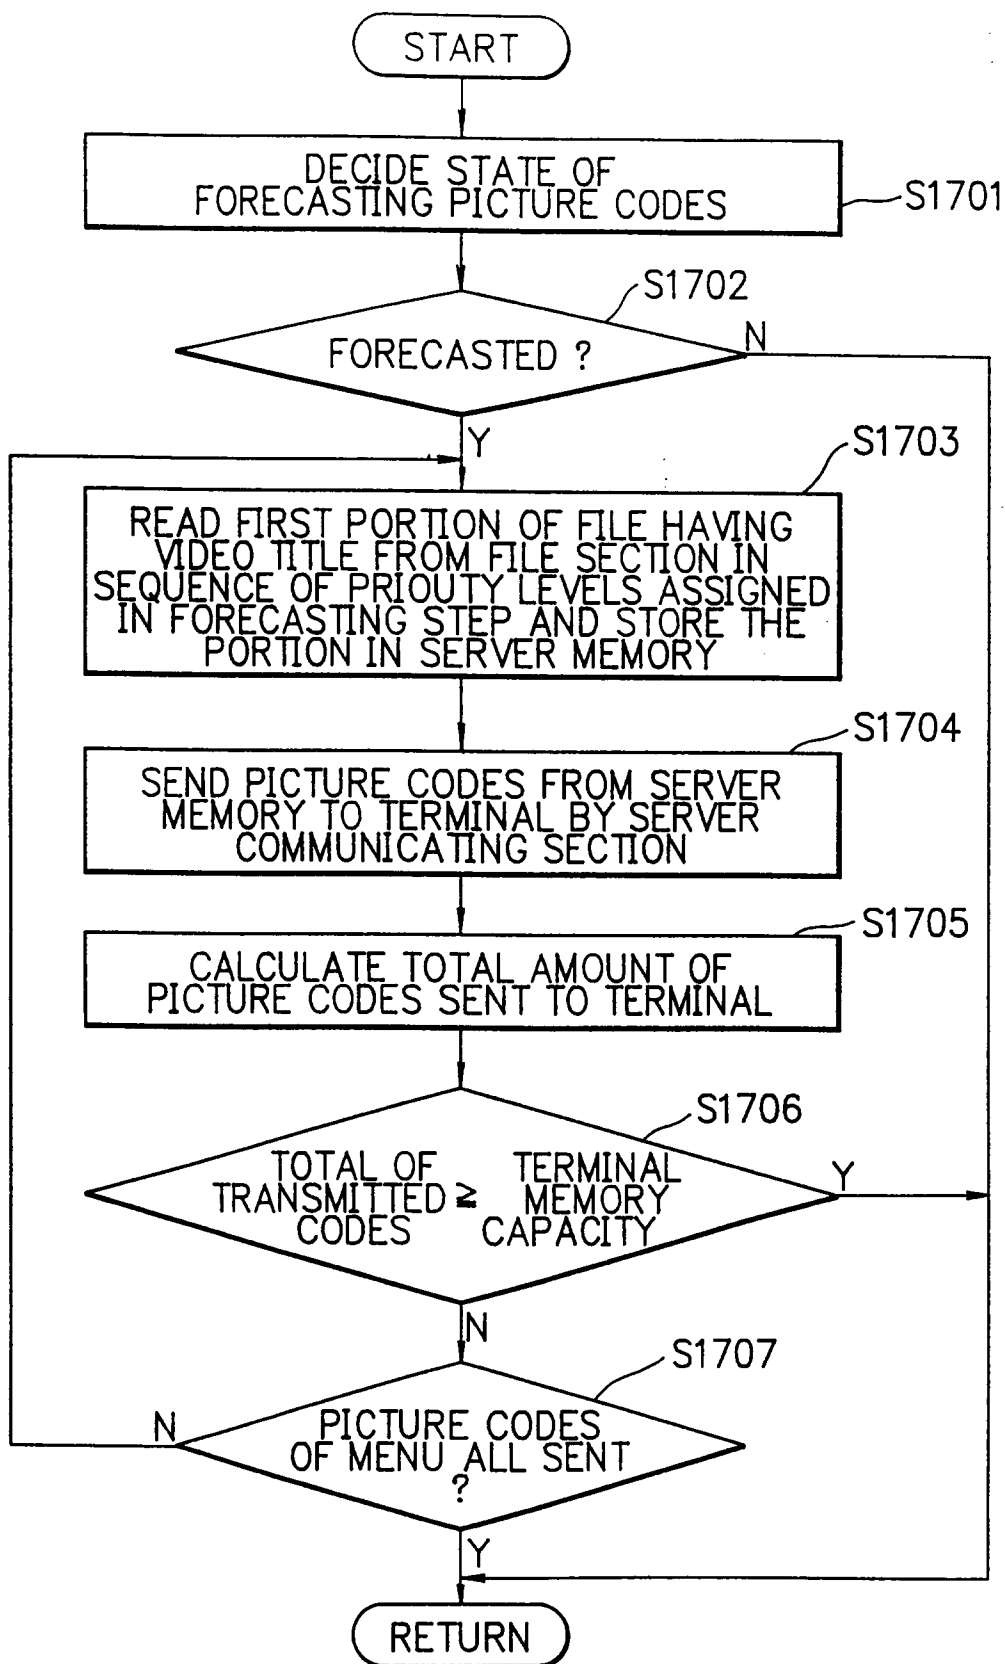 START
DECIDE STATE OF
FORECASTING PICTURE CODES
S1701
S1702
FORECASTED ?
N
Y
S1703
READ FIRST PORTION OF FILE HAVING
VIDEO TITLE FROM FILE SECTION IN
SEQUENCE OF PRIOUTY LEVELS ASSIGNED
IN FORECASTING STEP AND STORE THE
PORTION IN SERVER MEMORY
S1704
SEND PICTURE CODES FROM SERVER
MEMORY TO TERMINAL BY SERVER
COMMUNICATING SECTION
S1705
CALCULATE TOTAL AMOUNT OF
PICTURE CODES SENT TO TERMINAL
S1706
TOTAL OF TERMINAL
TRANSMITTED ≧ MEMORY
CODES CAPACITY
Y
N
S1707
N
PICTURE CODES
OF MENU ALL SENT
?
Y
RETURN